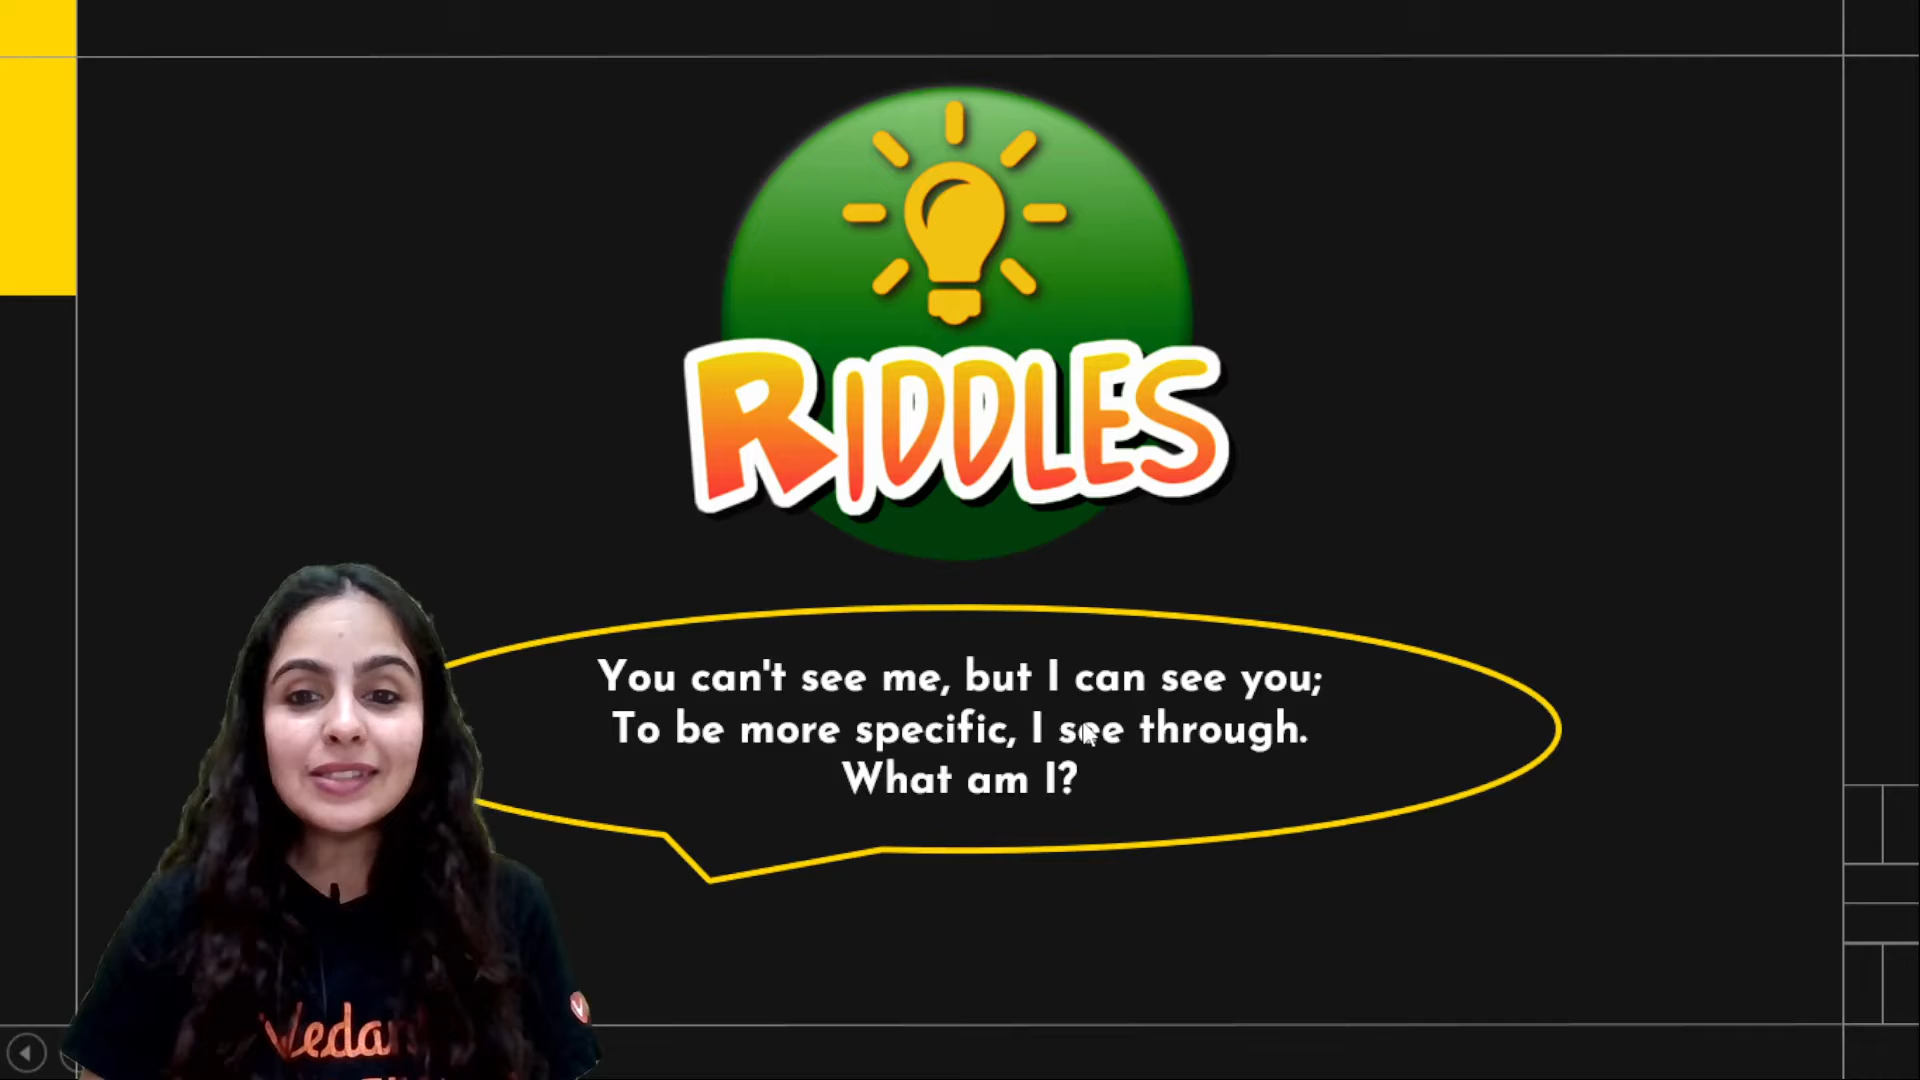 RIDDLES
You can't see me, but I can see you;
To be more specific, I see through.
What am I?